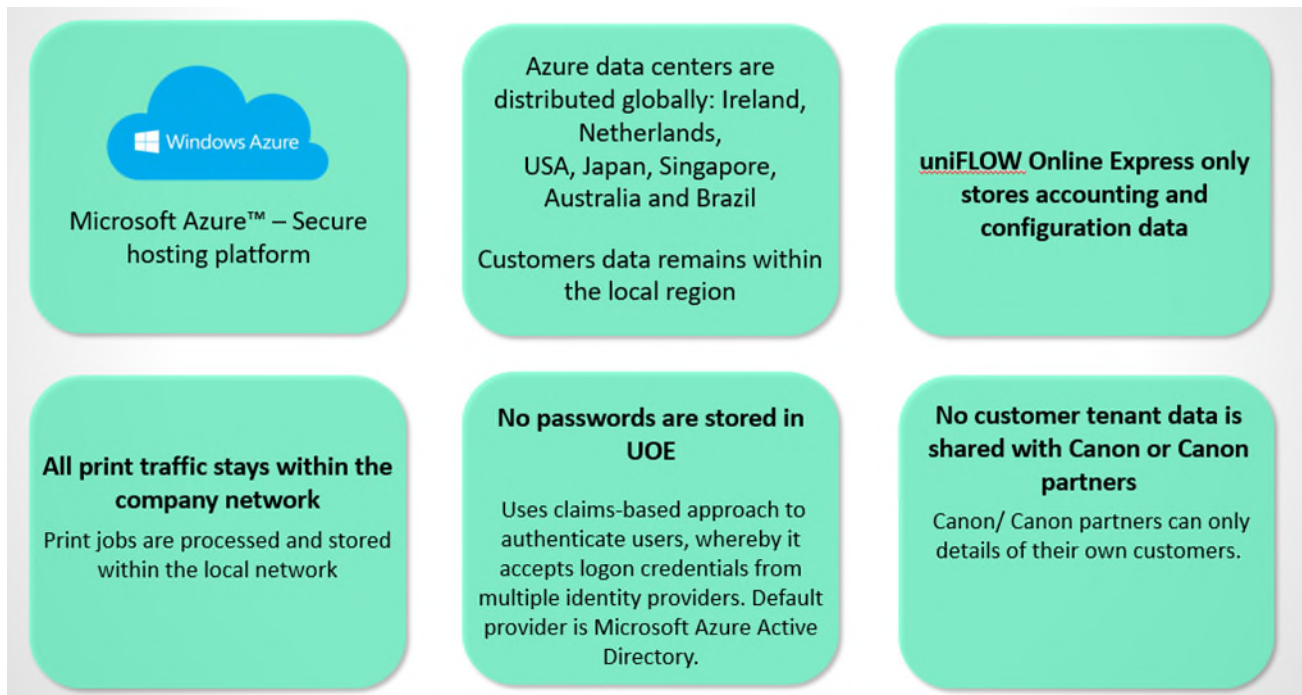 Windows Azure
Microsoft Azure™ – Secure
hosting platform
Azure data centers are
distributed globally: Ireland,
Netherlands,
USA, Japan, Singapore,
Australia and Brazil
Customers data remains within
the local region
uniFLOW Online Express only
stores accounting and
configuration data
All print traffic stays within the
company network
Print jobs are processed and stored
within the local network
No passwords are stored in
UOE
Uses claims-based approach to
authenticate users, whereby it
accepts logon credentials from
multiple identity providers. Default
provider is Microsoft Azure Active
Directory.
No customer tenant data is
shared with Canon or Canon
partners
Canon/ Canon partners can only
details of their own customers.